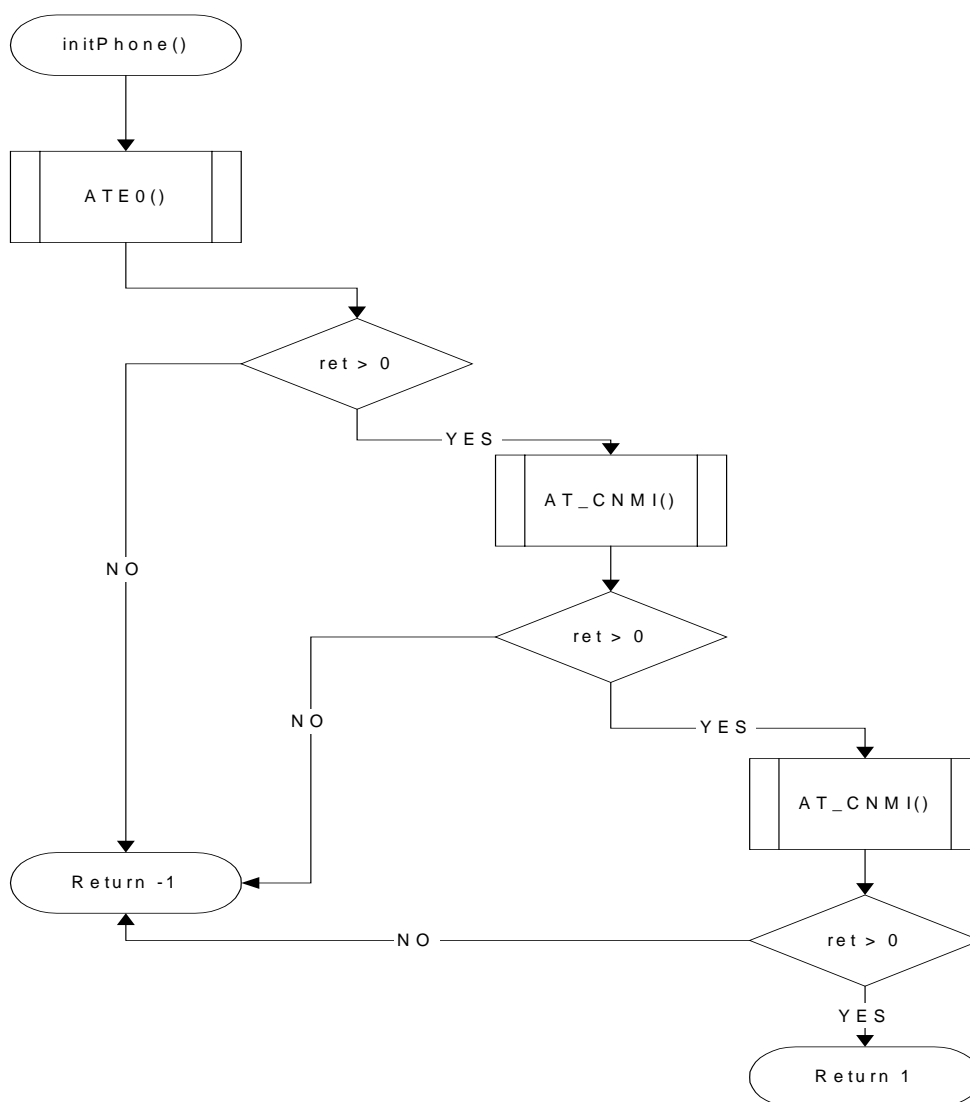 initPhone()
ATE0()
ret > 0
YES
AT_CNMI()
NO
ret > 0
NO
YES
AT_CNMI()
Return -1
ret > 0
NO
YES
Return 1